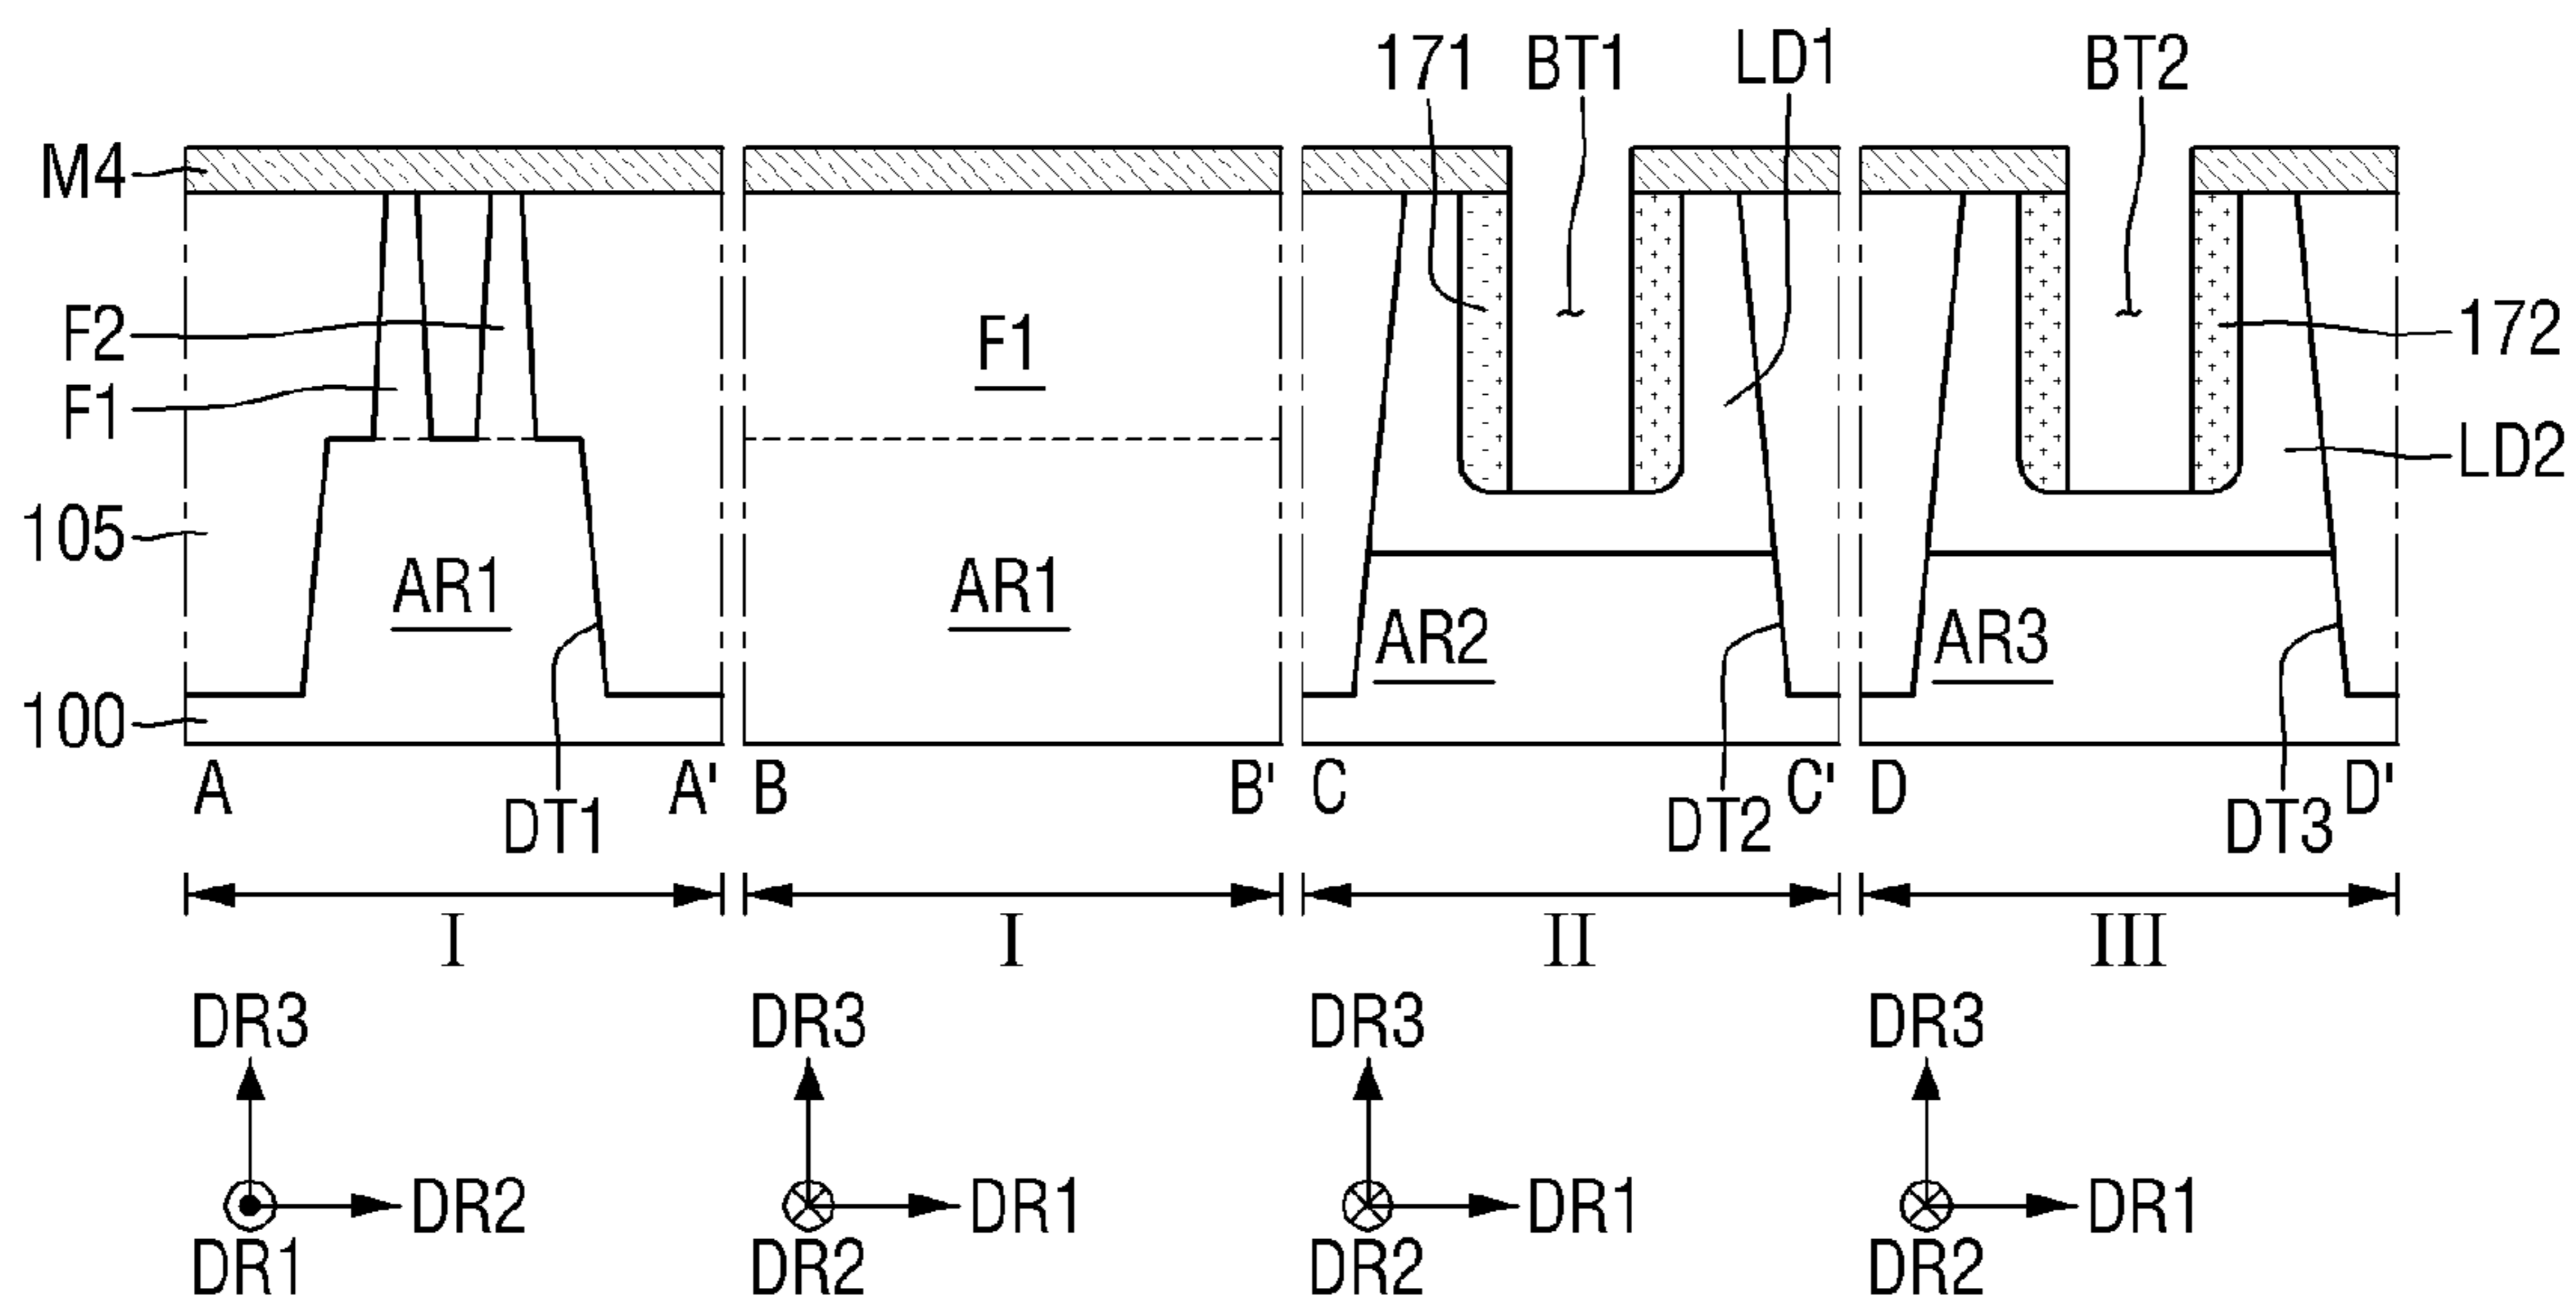 171 BT1 LD1 BT2
M4
F2 F1 172
F1
LD2
105
AR1 AR1 AR2 AR3
100
A A' B B' C C' D D'
DT1 DT2 DT3
I I II III
DR3 DR3 DR3 DR3
DR2 DR1 DR1 DR1
DR1 DR2 DR2 DR2